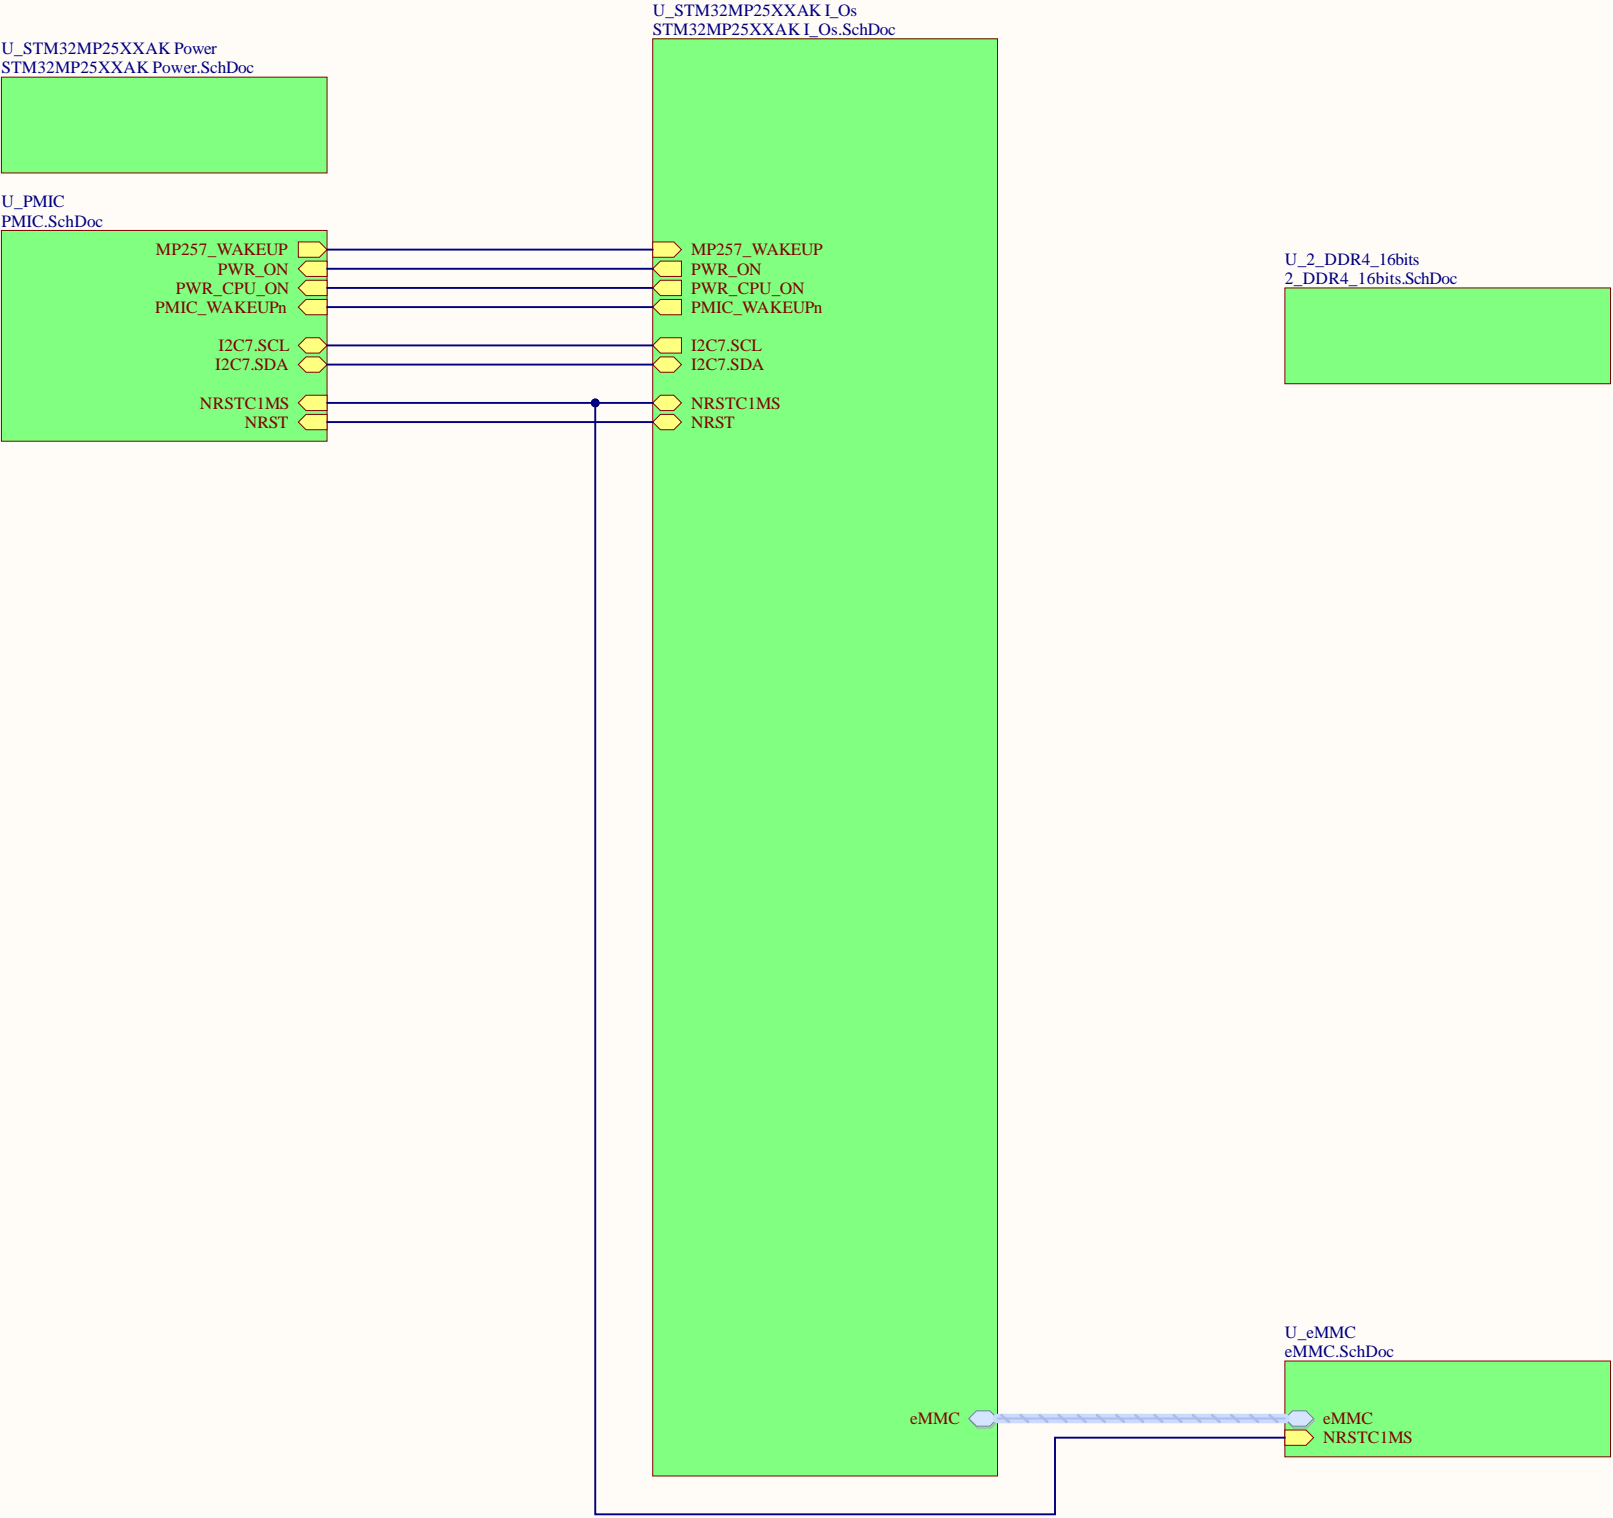 U_STM32MP25XXAK Power
STM32MP25XXAK Power.SchDoc
U_PMIC
PMIC.SchDoc
MP257_WAKEUP
PWR_ON
PWR_CPU_ON
PMIC_WAKEUPn
I2C7.SCL
I2C7.SDA
NRSTC1MS
NRST
U_STM32MP25XXAK I_Os
STM32MP25XXAK I_Os.SchDoc
MP257_WAKEUP
PWR_ON
PWR_CPU_ON
PMIC_WAKEUPn
I2C7.SCL
I2C7.SDA
NRSTC1MS
NRST
eMMC
U_2_DDR4_16bits
2_DDR4_16bits.SchDoc
U_eMMC
eMMC.SchDoc
eMMC
NRSTC1MS